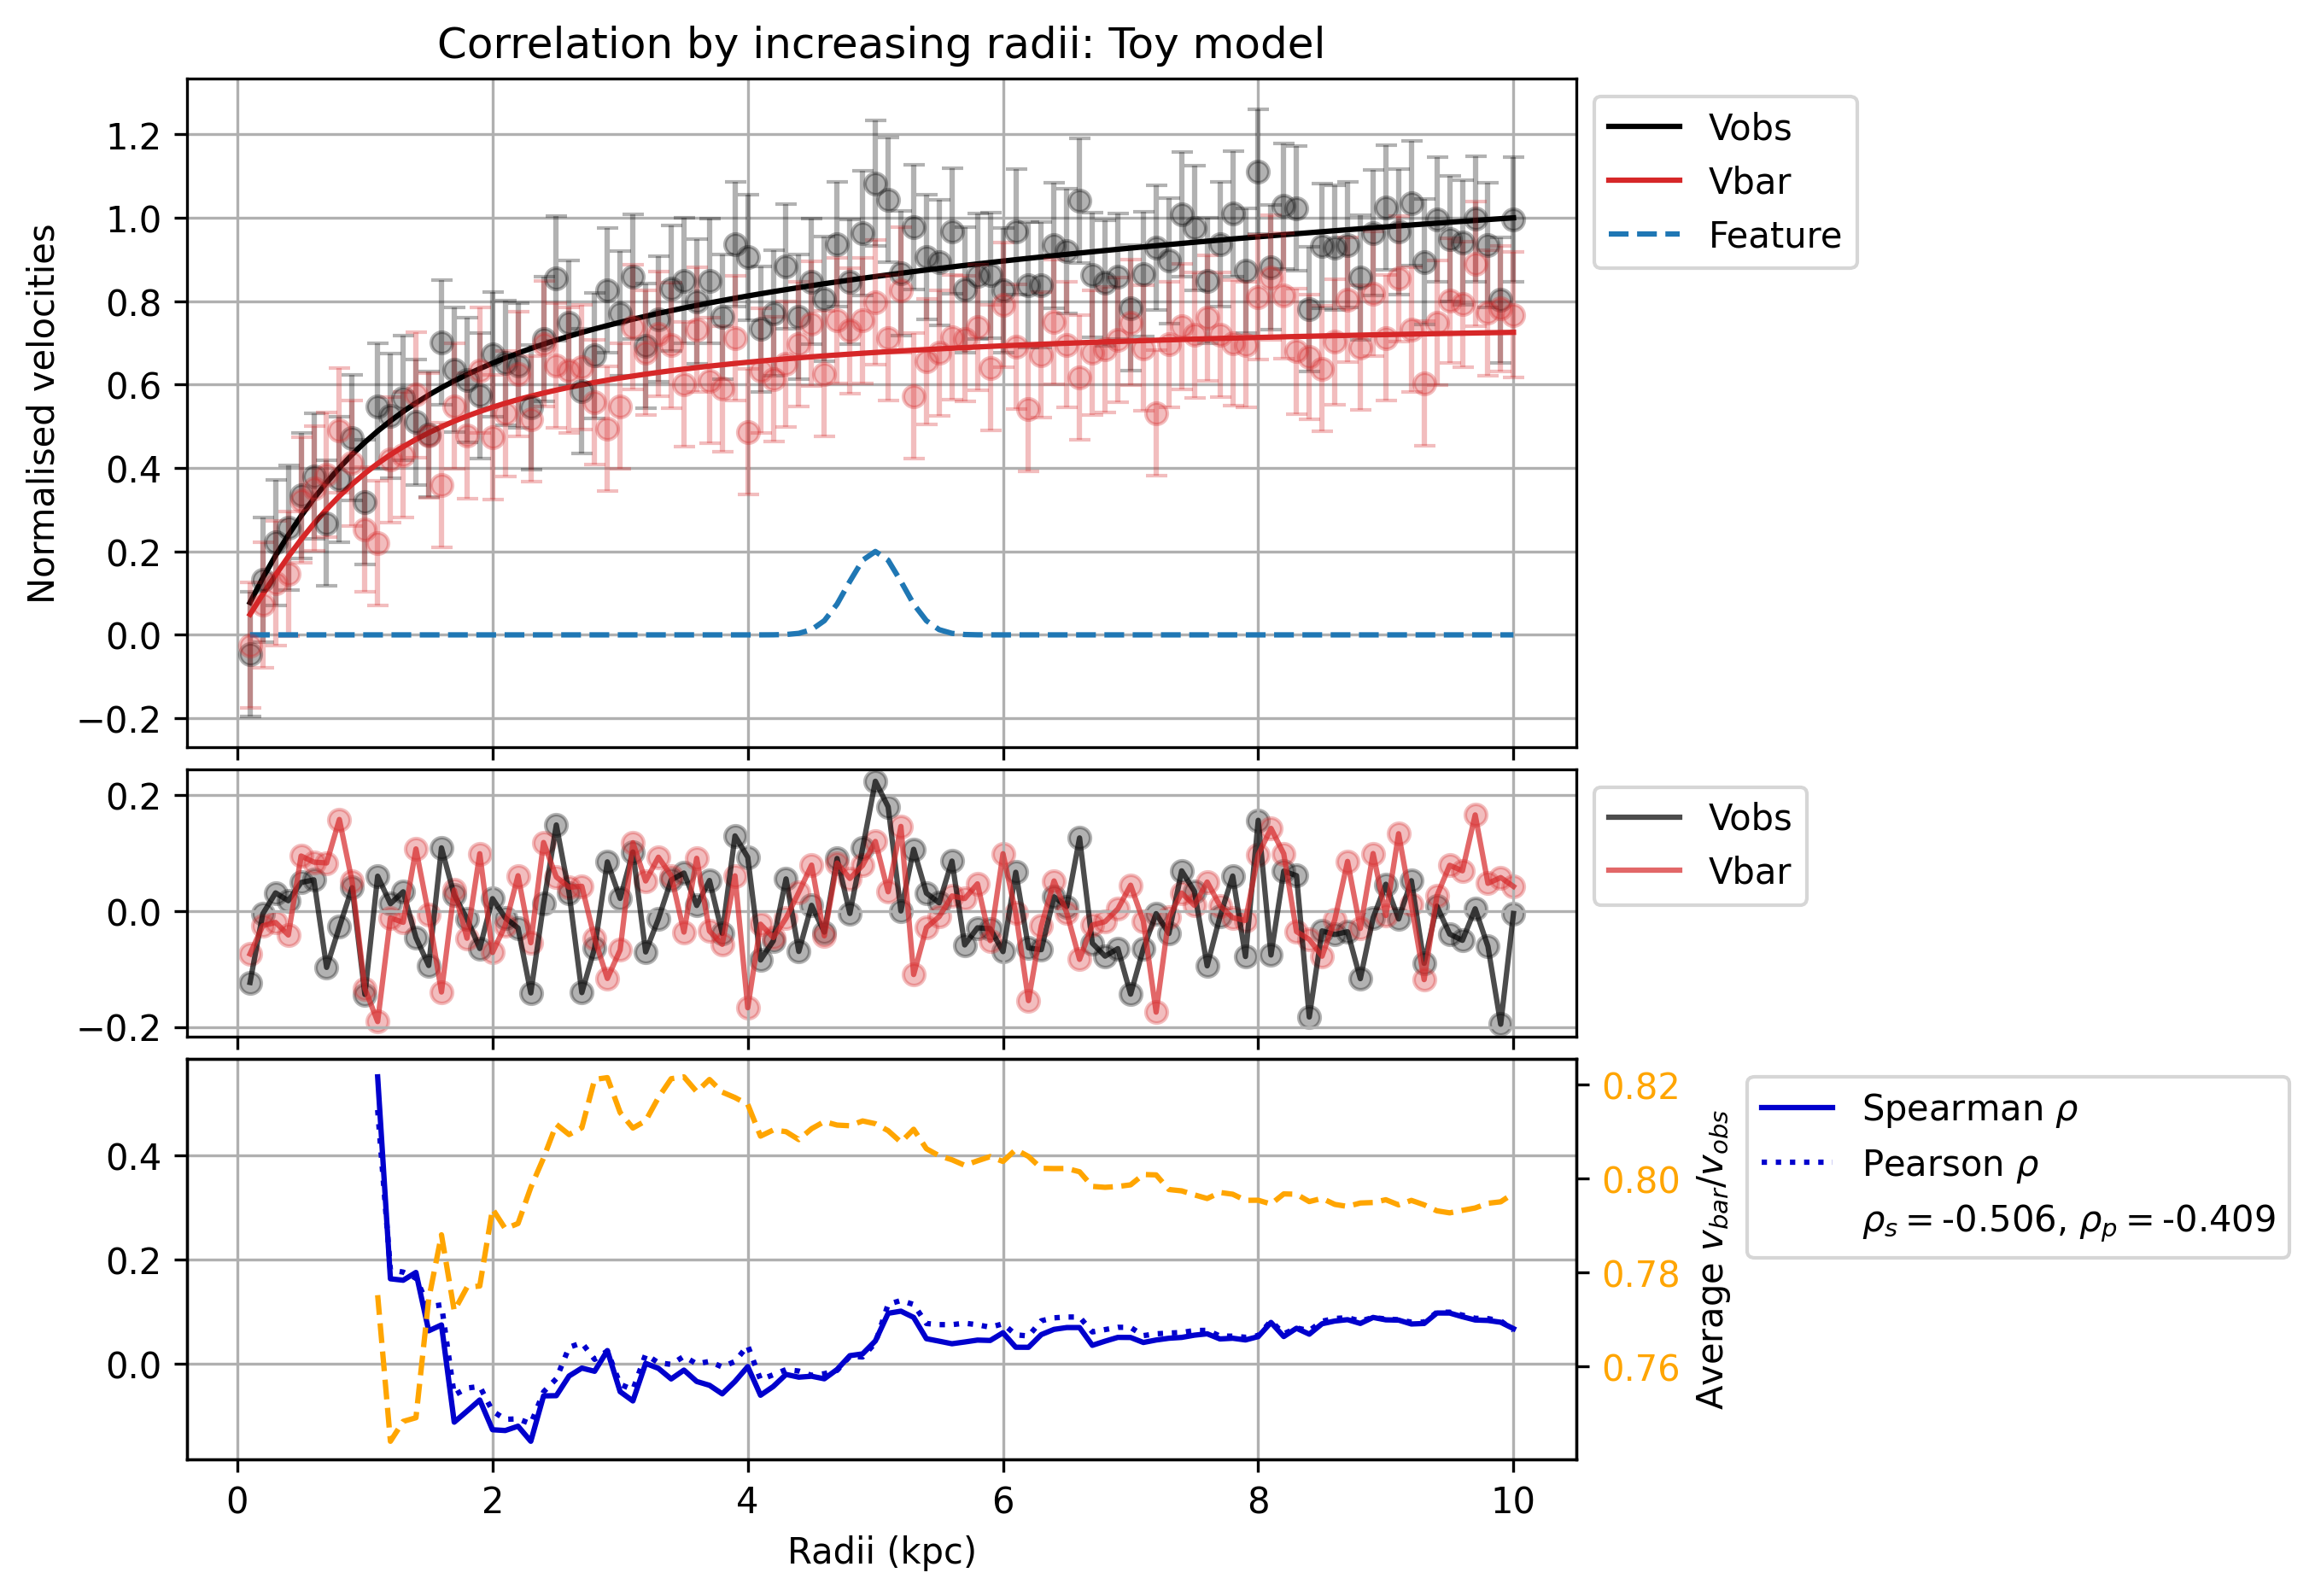 Correlation by increasing radii: Toy model
Normalised velocities
1.2
1.0
0.8
0.6
0.4
0.2
0.0
−0.2
Vobs
Vbar
Feature
0.2
0.0
−0.2
Vobs
Vbar
0.4
0.2
0.0
0.82
0.80
0.78
0.76
Average v_bar/v_obs
Spearman ρ
Pearson ρ
ρ_s = -0.506, ρ_p = -0.409
0 2 4 6 8 10
Radii (kpc)